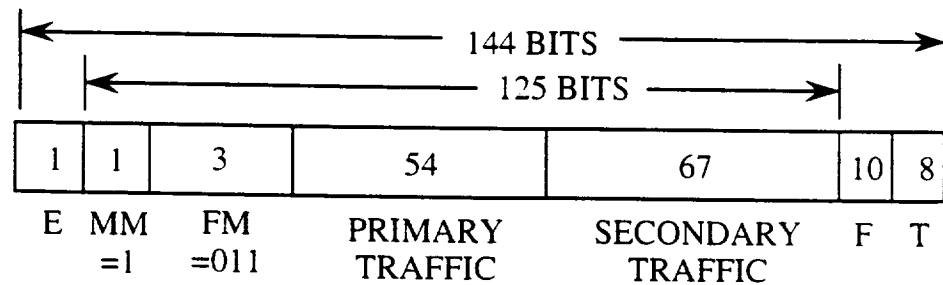 144 BITS
125 BITS
1 1 3 54 67 10 8
E MM FM PRIMARY SECONDARY F T
=1 =011 TRAFFIC TRAFFIC